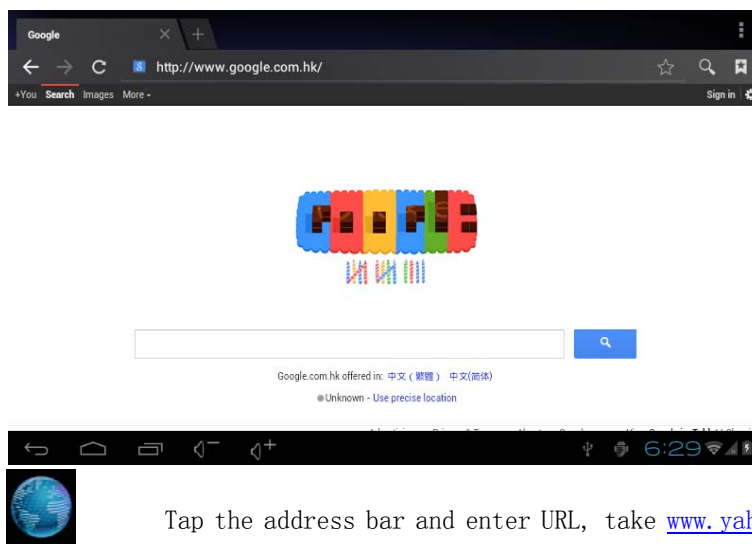 Google
http://www.google.com.hk/
+You Search Images More
Sign in
Google
Google.com.hk offered in: 中文 ( 繁體 ) 中文(简体)
Unknown - Use precise location
6:29
Tap the address bar and enter URL, take www.yah